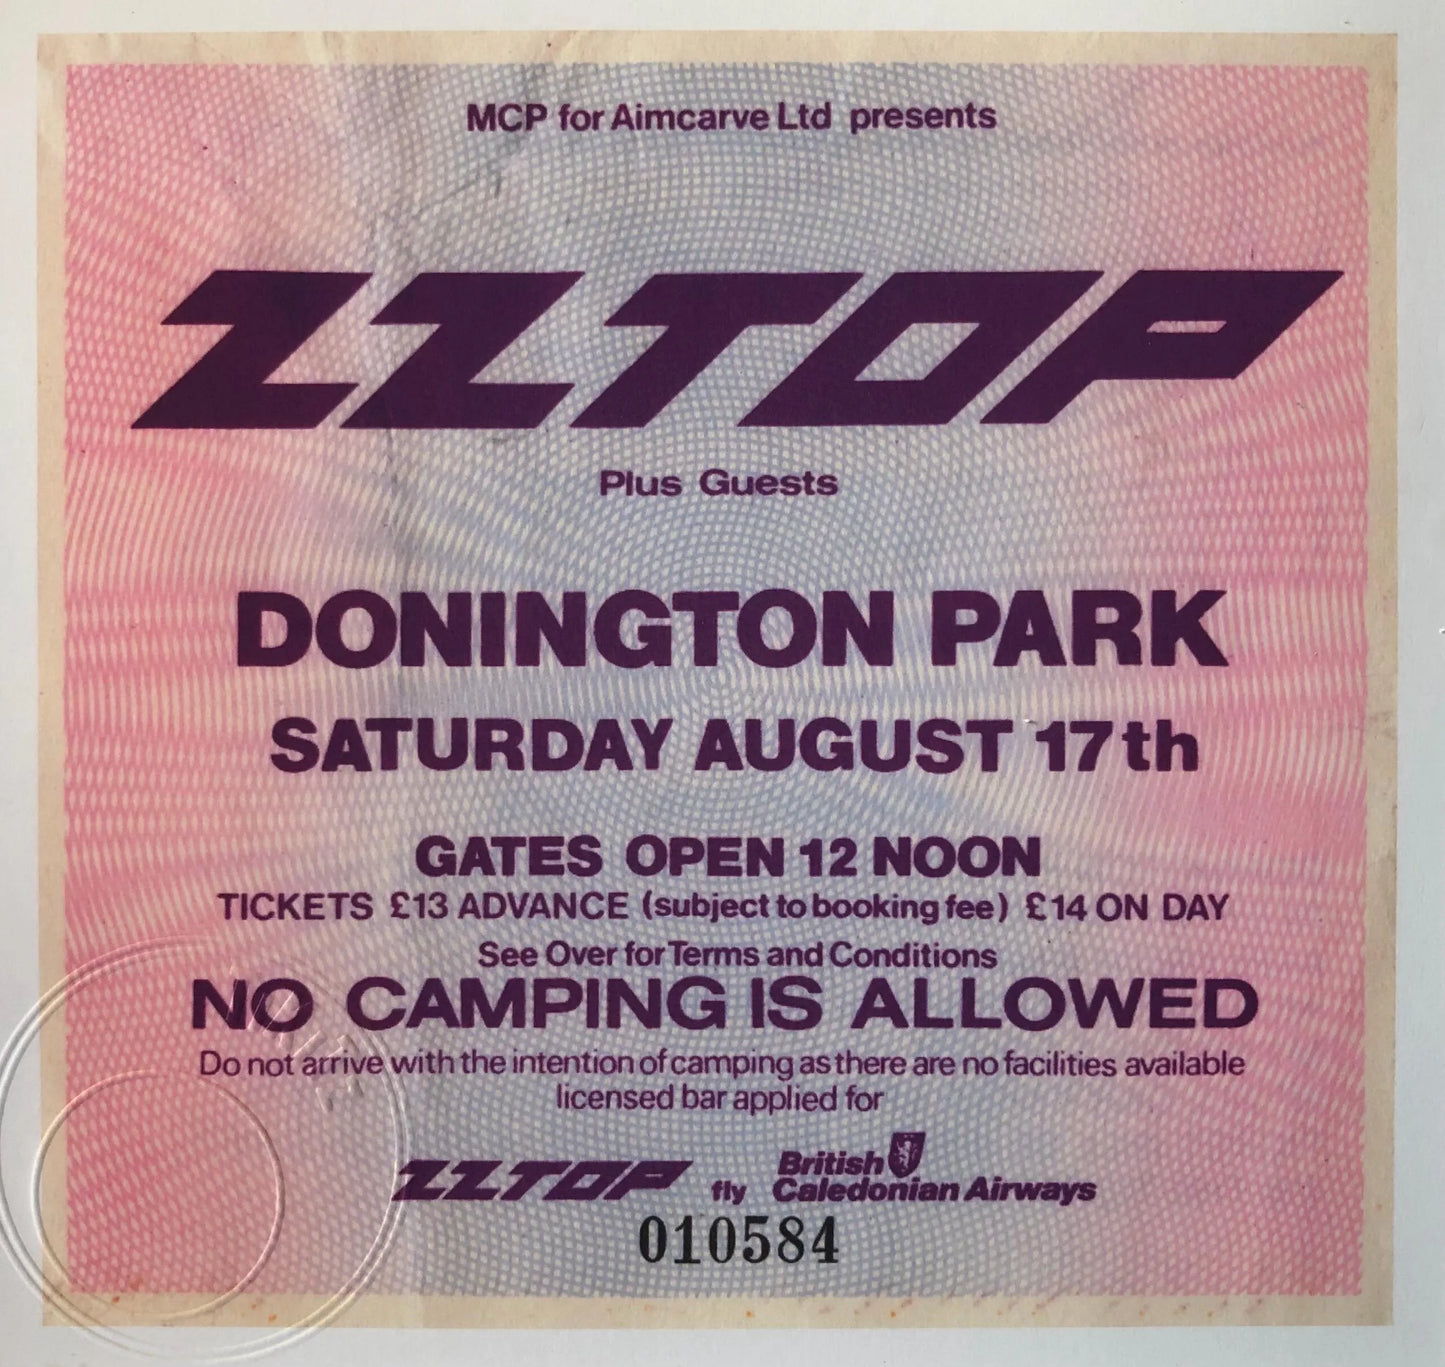 MCP for Aimcarve Ltd presents
ZZ TOP
Plus Guests
DONINGTON PARK
SATURDAY AUGUST 17th
GATES OPEN 12 NOON
TICKETS £13 ADVANCE (subject to booking fee) £14 ON DAY
See Over for Terms and Conditions
NO CAMPING IS ALLOWED
Do not arrive with the intention of camping as there are no facilities available
licensed bar applied for
ZZ TOP fly British Caledonian Airways
010584